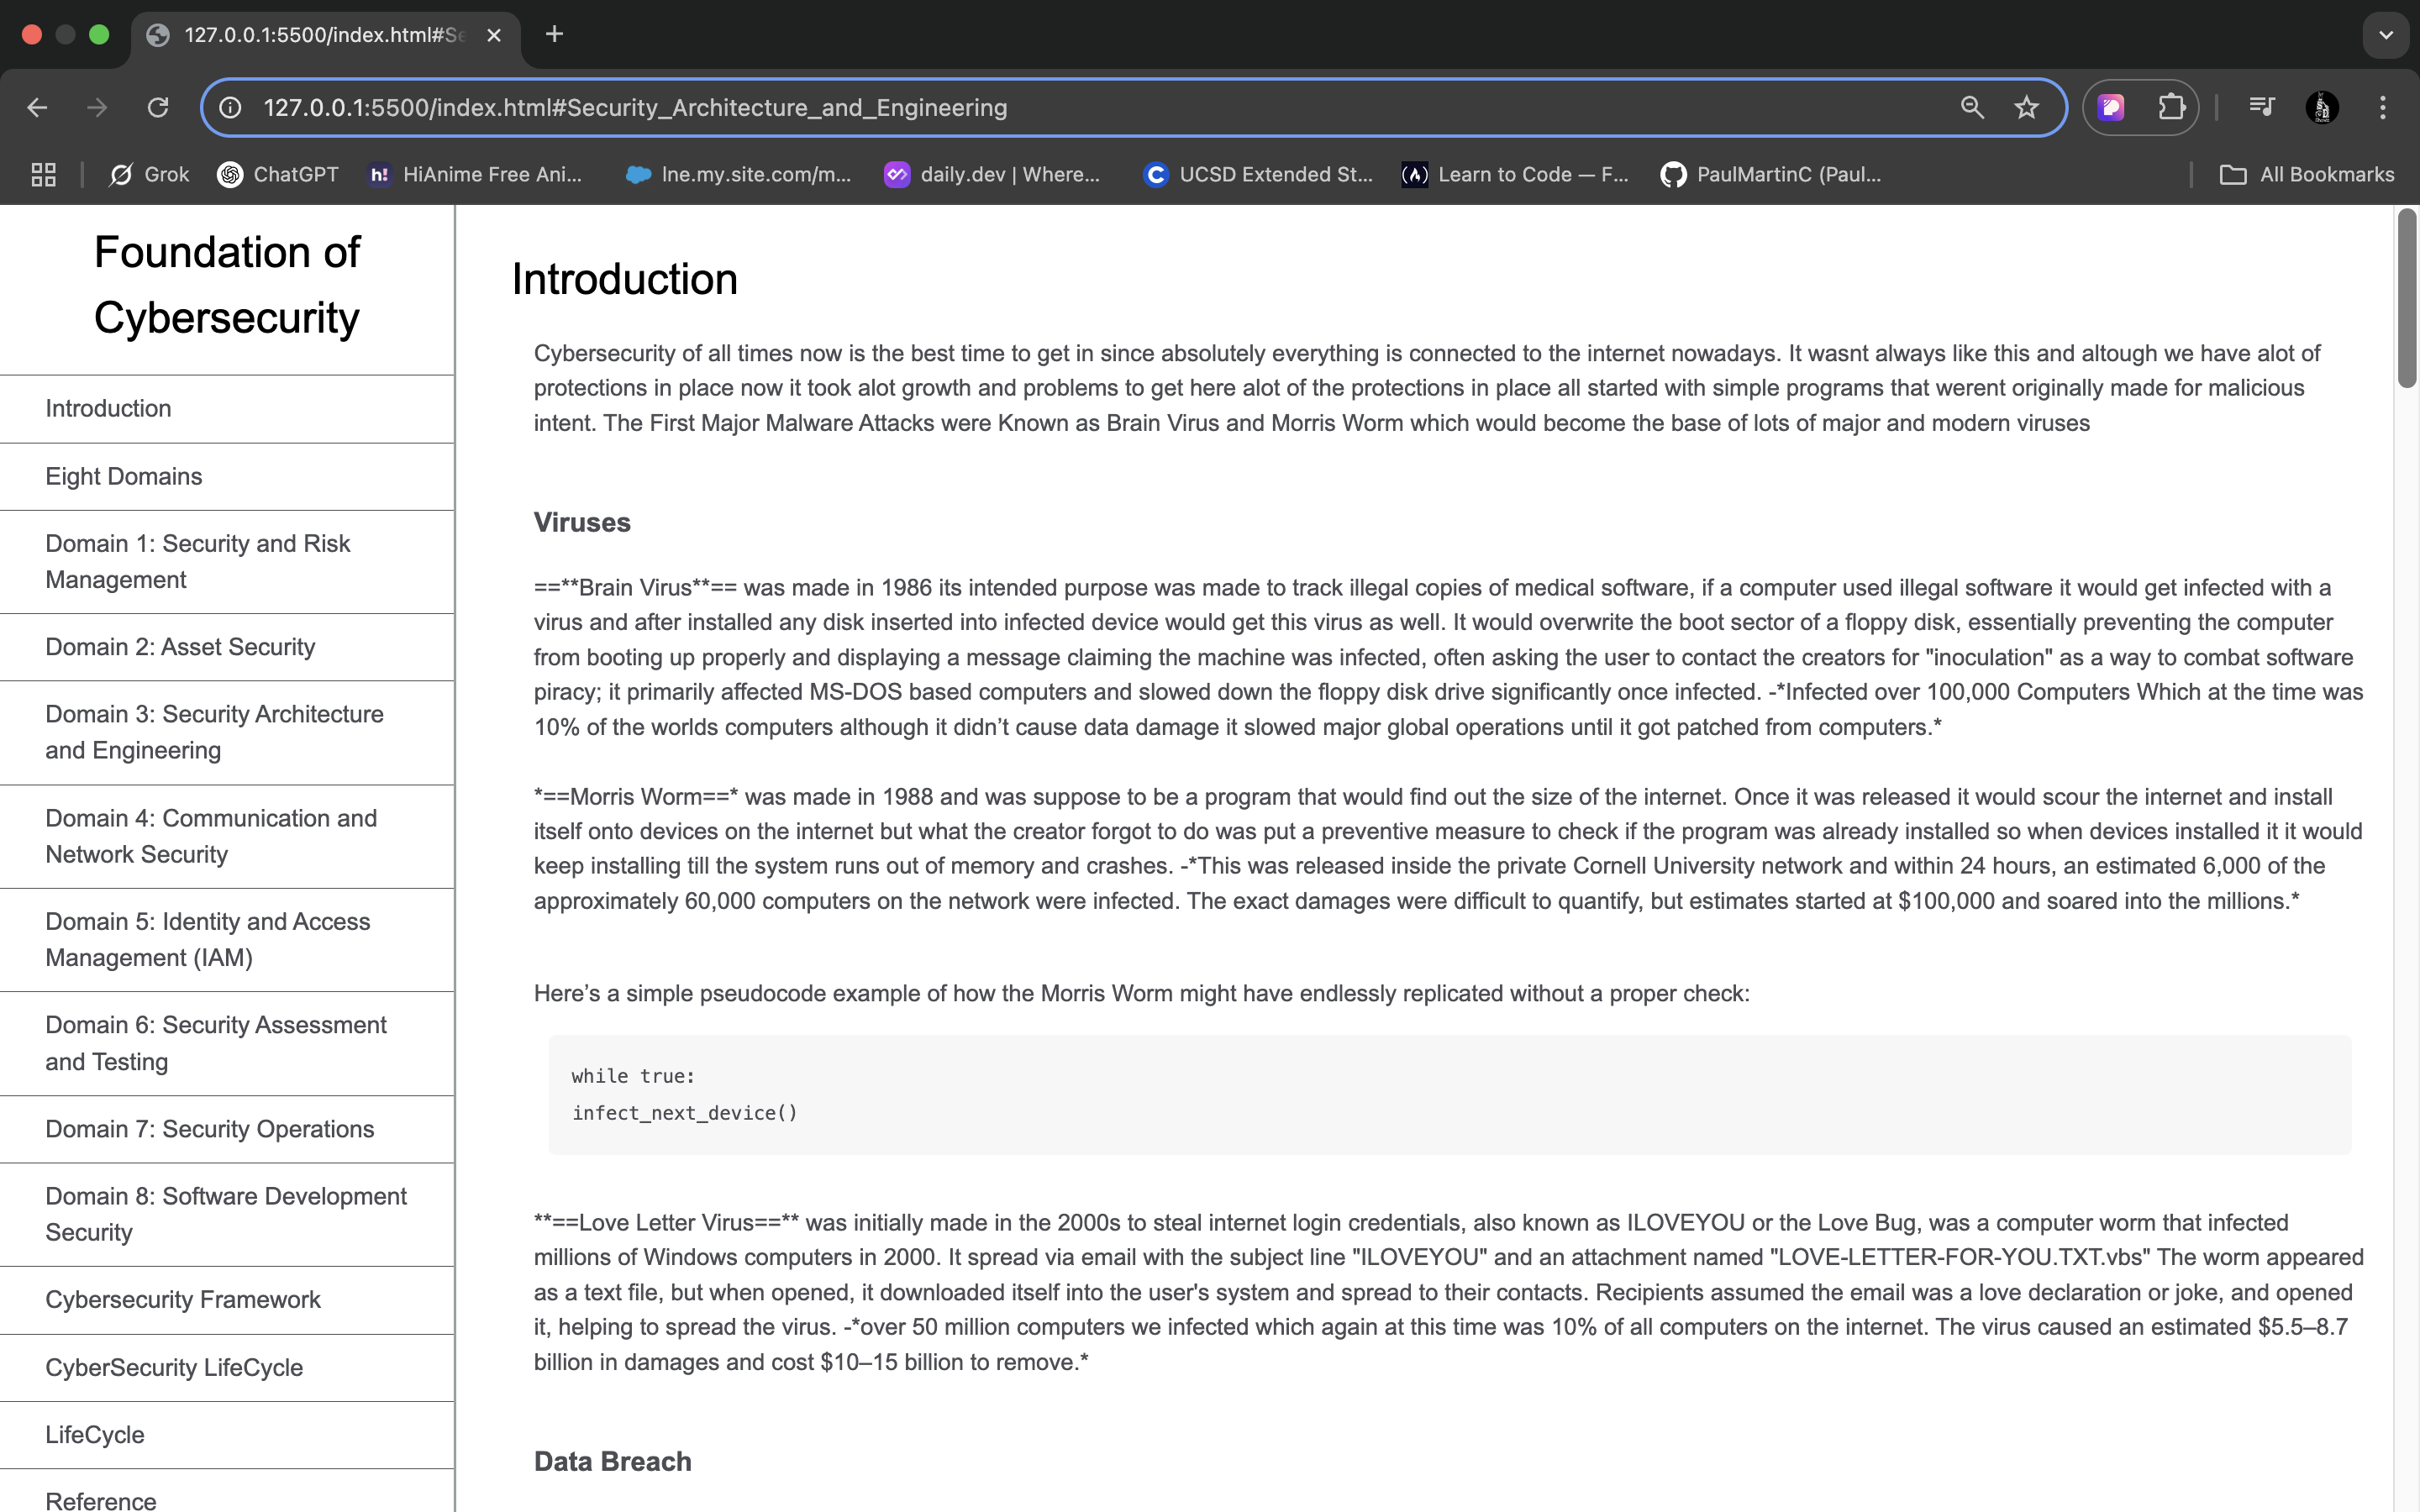 127.0.0.1:5500/index.html#Se
127.0.0.1:5500/index.html#Security_Architecture_and_Engineering
Grok
ChatGPT
h!
HiAnime Free Ani...
lne.my.site.com/m...
daily.dev | Where...
UCSD Extended St...
Learn to Code — F...
PaulMartinC (Paul...
All Bookmarks
Foundation of
Cybersecurity
Introduction
Eight Domains
Domain 1: Security and Risk
Management
Domain 2: Asset Security
Domain 3: Security Architecture
and Engineering
Domain 4: Communication and
Network Security
Domain 5: Identity and Access
Management (IAM)
Domain 6: Security Assessment
and Testing
Domain 7: Security Operations
Domain 8: Software Development
Security
Cybersecurity Framework
CyberSecurity LifeCycle
LifeCycle
Reference
Introduction
Cybersecurity of all times now is the best time to get in since absolutely everything is connected to the internet nowadays. It wasnt always like this and altough we have alot of
protections in place now it took alot growth and problems to get here alot of the protections in place all started with simple programs that werent originally made for malicious
intent. The First Major Malware Attacks were Known as Brain Virus and Morris Worm which would become the base of lots of major and modern viruses
Viruses
==**Brain Virus**== was made in 1986 its intended purpose was made to track illegal copies of medical software, if a computer used illegal software it would get infected with a
virus and after installed any disk inserted into infected device would get this virus as well. It would overwrite the boot sector of a floppy disk, essentially preventing the computer
from booting up properly and displaying a message claiming the machine was infected, often asking the user to contact the creators for "inoculation" as a way to combat software
piracy; it primarily affected MS-DOS based computers and slowed down the floppy disk drive significantly once infected. -*Infected over 100,000 Computers Which at the time was
10% of the worlds computers although it didn’t cause data damage it slowed major global operations until it got patched from computers.*
*==Morris Worm==* was made in 1988 and was suppose to be a program that would find out the size of the internet. Once it was released it would scour the internet and install
itself onto devices on the internet but what the creator forgot to do was put a preventive measure to check if the program was already installed so when devices installed it it would
keep installing till the system runs out of memory and crashes. -*This was released inside the private Cornell University network and within 24 hours, an estimated 6,000 of the
approximately 60,000 computers on the network were infected. The exact damages were difficult to quantify, but estimates started at $100,000 and soared into the millions.*
Here’s a simple pseudocode example of how the Morris Worm might have endlessly replicated without a proper check:
while true:
infect_next_device()
**==Love Letter Virus==** was initially made in the 2000s to steal internet login credentials, also known as ILOVEYOU or the Love Bug, was a computer worm that infected
millions of Windows computers in 2000. It spread via email with the subject line "ILOVEYOU" and an attachment named "LOVE-LETTER-FOR-YOU.TXT.vbs" The worm appeared
as a text file, but when opened, it downloaded itself into the user's system and spread to their contacts. Recipients assumed the email was a love declaration or joke, and opened
it, helping to spread the virus. -*over 50 million computers we infected which again at this time was 10% of all computers on the internet. The virus caused an estimated $5.5–8.7
billion in damages and cost $10–15 billion to remove.*
Data Breach